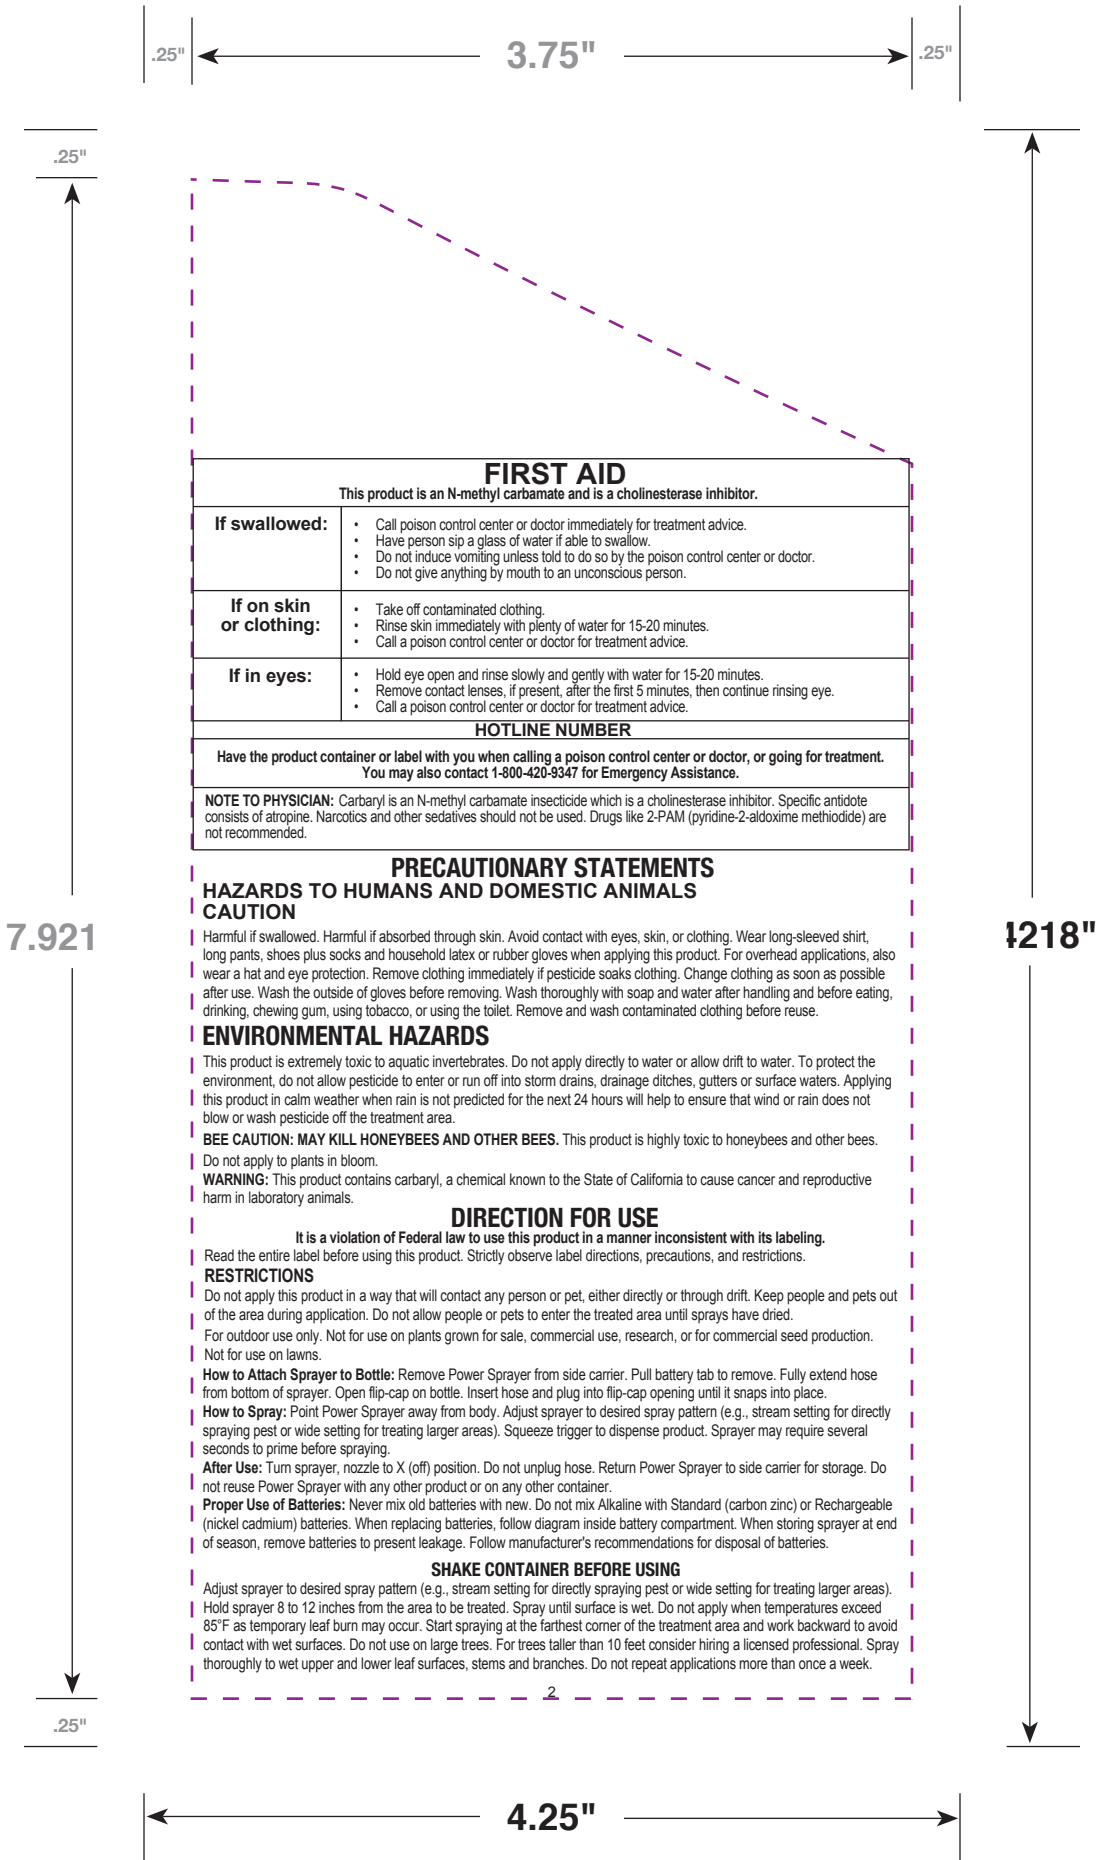 .25"
3.75"
.25"
.25"
FIRST AID
This product is an N-methyl carbamate and is a cholinesterase inhibitor.
If swallowed:
• Call poison control center or doctor immediately for treatment advice.
• Have person sip a glass of water if able to swallow.
• Do not induce vomiting unless told to do so by the poison control center or doctor.
• Do not give anything by mouth to an unconscious person.
If on skin
or clothing:
• Take off contaminated clothing.
• Rinse skin immediately with plenty of water for 15-20 minutes.
• Call a poison control center or doctor for treatment advice.
If in eyes:
• Hold eye open and rinse slowly and gently with water for 15-20 minutes.
• Remove contact lenses, if present, after the first 5 minutes, then continue rinsing eye.
• Call a poison control center or doctor for treatment advice.
HOTLINE NUMBER
Have the product container or label with you when calling a poison control center or doctor, or going for treatment.
You may also contact 1-800-420-9347 for Emergency Assistance.
NOTE TO PHYSICIAN: Carbaryl is an N-methyl carbamate insecticide which is a cholinesterase inhibitor. Specific antidote
consists of atropine. Narcotics and other sedatives should not be used. Drugs like 2-PAM (pyridine-2-aldoxime methiodide) are
not recommended.
PRECAUTIONARY STATEMENTS
HAZARDS TO HUMANS AND DOMESTIC ANIMALS
CAUTION
7.921
4218"
Harmful if swallowed. Harmful if absorbed through skin. Avoid contact with eyes, skin, or clothing. Wear long-sleeved shirt,
long pants, shoes plus socks and household latex or rubber gloves when applying this product. For overhead applications, also
wear a hat and eye protection. Remove clothing immediately if pesticide soaks clothing. Change clothing as soon as possible
after use. Wash the outside of gloves before removing. Wash thoroughly with soap and water after handling and before eating,
drinking, chewing gum, using tobacco, or using the toilet. Remove and wash contaminated clothing before reuse.
ENVIRONMENTAL HAZARDS
This product is extremely toxic to aquatic invertebrates. Do not apply directly to water or allow drift to water. To protect the
environment, do not allow pesticide to enter or run off into storm drains, drainage ditches, gutters or surface waters. Applying
this product in calm weather when rain is not predicted for the next 24 hours will help to ensure that wind or rain does not
blow or wash pesticide off the treatment area.
BEE CAUTION: MAY KILL HONEYBEES AND OTHER BEES. This product is highly toxic to honeybees and other bees.
Do not apply to plants in bloom.
WARNING: This product contains carbaryl, a chemical known to the State of California to cause cancer and reproductive
harm in laboratory animals.
DIRECTION FOR USE
It is a violation of Federal law to use this product in a manner inconsistent with its labeling.
Read the entire label before using this product. Strictly observe label directions, precautions, and restrictions.
RESTRICTIONS
Do not apply this product in a way that will contact any person or pet, either directly or through drift. Keep people and pets out
of the area during application. Do not allow people or pets to enter the treated area until sprays have dried.
For outdoor use only. Not for use on plants grown for sale, commercial use, research, or for commercial seed production.
Not for use on lawns.
How to Attach Sprayer to Bottle: Remove Power Sprayer from side carrier. Pull battery tab to remove. Fully extend hose
from bottom of sprayer. Open flip-cap on bottle. Insert hose and plug into flip-cap opening until it snaps into place.
How to Spray: Point Power Sprayer away from body. Adjust sprayer to desired spray pattern (e.g., stream setting for directly
spraying pest or wide setting for treating larger areas). Squeeze trigger to dispense product. Sprayer may require several
seconds to prime before spraying.
After Use: Turn sprayer, nozzle to X (off) position. Do not unplug hose. Return Power Sprayer to side carrier for storage. Do
not reuse Power Sprayer with any other product or on any other container.
Proper Use of Batteries: Never mix old batteries with new. Do not mix Alkaline with Standard (carbon zinc) or Rechargeable
(nickel cadmium) batteries. When replacing batteries, follow diagram inside battery compartment. When storing sprayer at end
of season, remove batteries to present leakage. Follow manufacturer's recommendations for disposal of batteries.
SHAKE CONTAINER BEFORE USING
Adjust sprayer to desired spray pattern (e.g., stream setting for directly spraying pest or wide setting for treating larger areas).
Hold sprayer 8 to 12 inches from the area to be treated. Spray until surface is wet. Do not apply when temperatures exceed
85°F as temporary leaf burn may occur. Start spraying at the farthest corner of the treatment area and work backward to avoid
contact with wet surfaces. Do not use on large trees. For trees taller than 10 feet consider hiring a licensed professional. Spray
thoroughly to wet upper and lower leaf surfaces, stems and branches. Do not repeat applications more than once a week.
2
.25"
4.25"